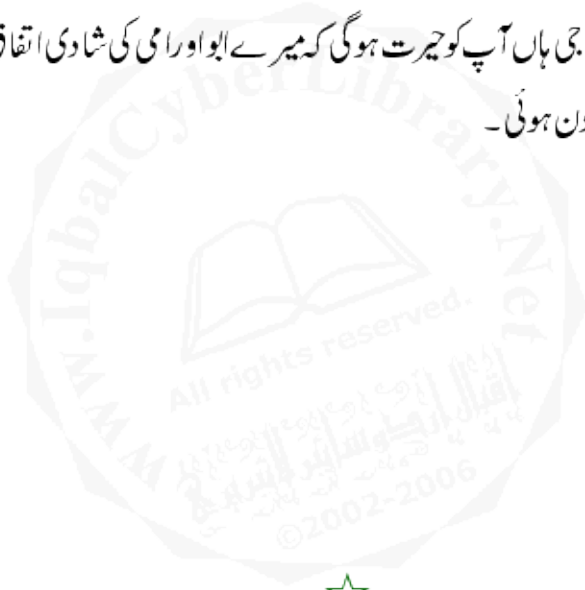 جی ہاں آپ کو حیرت ہوگی کہ میرے ابو اور امی کی شادی
دن ہوئی۔
www.IqbalCyberLibrary.Net
All rights reserved.
©2002-2006